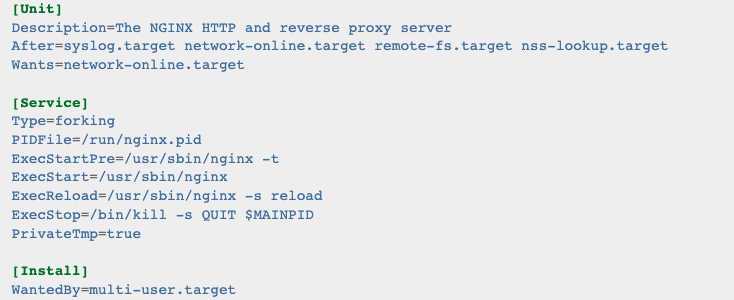 [Unit]
Description=The NGINX HTTP and reverse proxy server
After=syslog.target network-online.target remote-fs.target nss-lookup.target
Wants=network-online.target

[Service]
Type=forking
PIDFile=/run/nginx.pid
ExecStartPre=/usr/sbin/nginx -t
ExecStart=/usr/sbin/nginx
ExecReload=/usr/sbin/nginx -s reload
ExecStop=/bin/kill -s QUIT $MAINPID
PrivateTmp=true

[Install]
WantedBy=multi-user.target